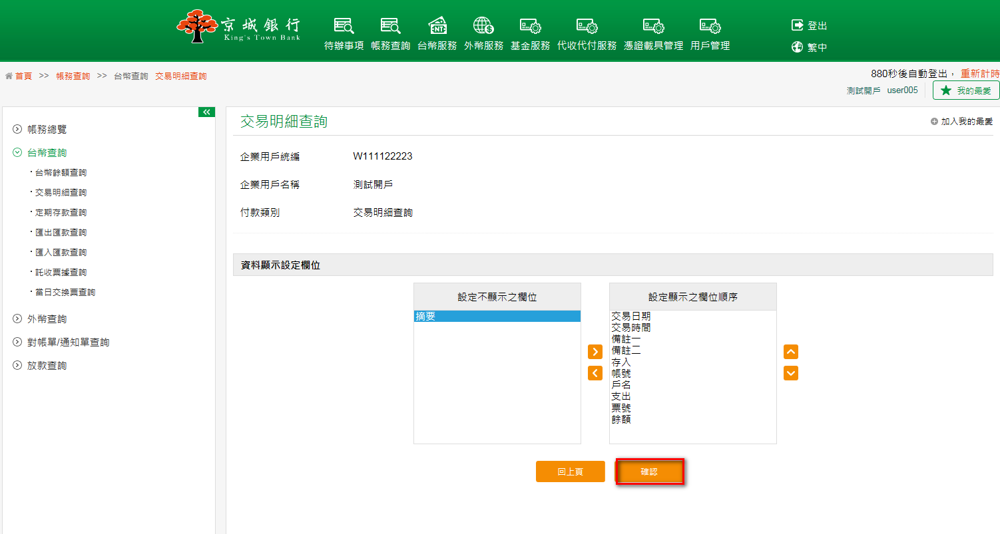 京城銀行
King's Town Bank
待辦事項 帳務查詢 台幣服務 外幣服務 基金服務 代收代付服務 憑證載具管理 用戶管理
登出
繁中
首頁 >> 帳務查詢 >> 台幣查詢 交易明細查詢
880秒後自動登出， 重新計時
測試開戶 user005 我的最愛
帳務總覽
台幣查詢
‧台幣餘額查詢
‧交易明細查詢
‧定期存款查詢
‧匯出匯款查詢
‧匯入匯款查詢
‧託收票據查詢
‧當日交換票查詢
外幣查詢
對帳單/通知單查詢
放款查詢
交易明細查詢
加入我的最愛
企業用戶統編 W111122223
企業用戶名稱 測試開戶
付款類別 交易明細查詢
資料顯示設定欄位
設定不顯示之欄位
摘要
設定顯示之欄位順序
交易日期
交易時間
備註一
備註二
存入
帳號
戶名
支出
票號
餘額
回上頁 確認